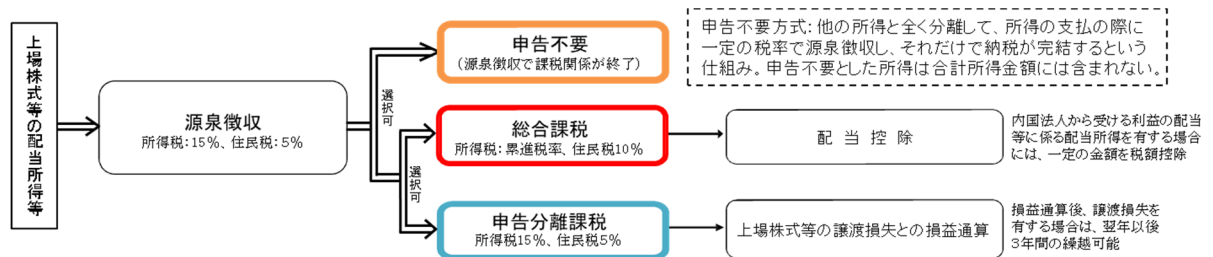 上場株式等の配当所得等
源泉徴収
所得税:15%、住民税:5%
選択可
選択可
申告不要
(源泉徴収で課税関係が終了)
申告不要方式:他の所得と全く分離して、所得の支払の際に
一定の税率で源泉徴収し、それだけで納税が完結するという
仕組み。申告不要とした所得は合計所得金額には含まれない。
総合課税
所得税:累進税率、住民税10%
配当控除
内国法人から受ける利益の配当
等に係る配当所得を有する場合
には、一定の金額を税額控除
申告分離課税
所得税15%、住民税5%
上場株式等の譲渡損失との損益通算
損益通算後、譲渡損失を
有する場合は、翌年以後
3年間の繰越可能